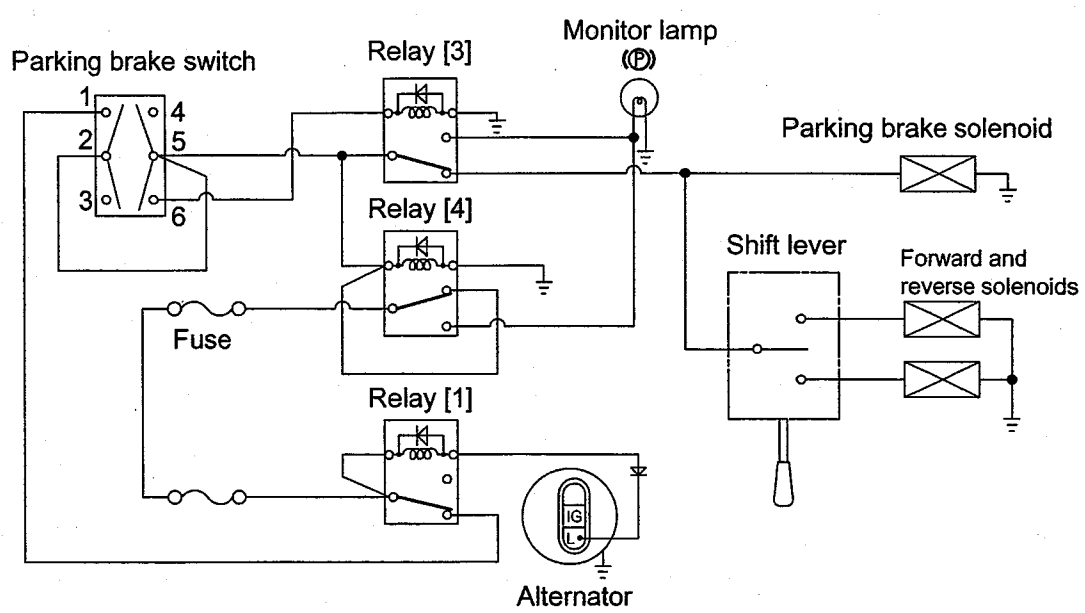 Monitor lamp
(Ⓟ)
Relay [3]
Parking brake switch
1
4
2
5
3
6
Parking brake solenoid
Relay [4]
Shift lever
Forward and
reverse solenoids
Fuse
Relay [1]
IG
L
Alternator